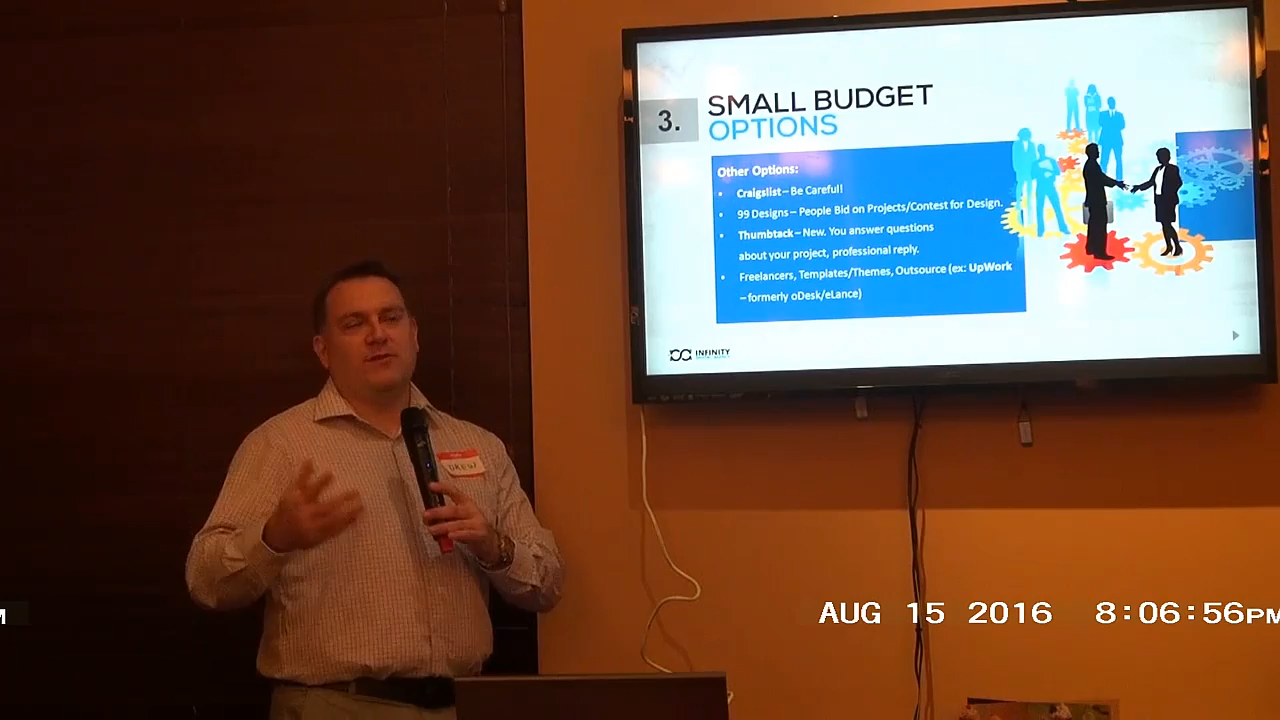 3.
SMALL BUDGET
OPTIONS
Other Options:
• Craigslist – Be Careful!
• 99 Designs – People Bid on Projects/Contest for Design.
• Thumbtack – New. You answer questions
about your project, professional reply.
• Freelancers, Templates/Themes, Outsource (ex: UpWork
– formerly oDesk/eLance)
INFINITY
DREW
M
AUG 15 2016 8:06:56PM